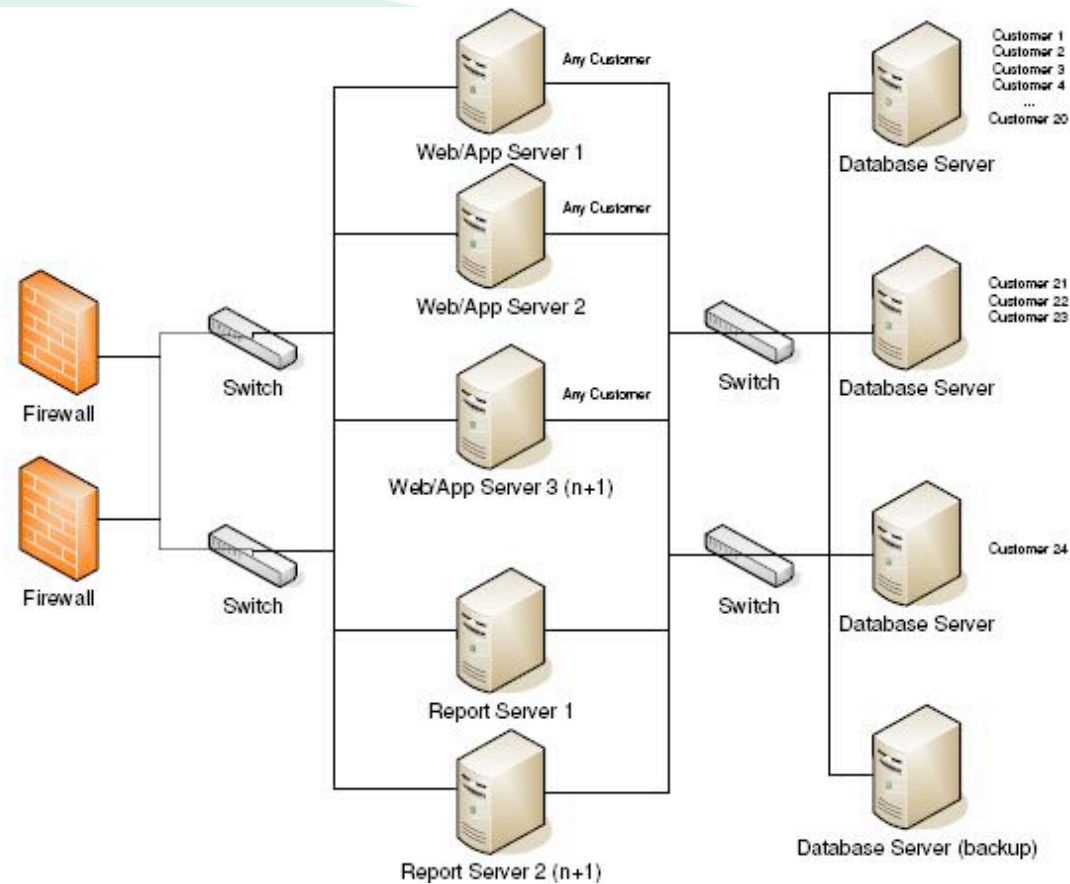 Any Customer
Web/App Server 1
Any Customer
Web/App Server 2
Any Customer
Web/App Server 3 (n+1)
Report Server 1
Report Server 2 (n+1)
Firewall
Firewall
Switch
Switch
Switch
Switch
Customer 1
Customer 2
Customer 3
Customer 4
...
Customer 20
Database Server
Customer 21
Customer 22
Customer 23
Database Server
Customer 24
Database Server
Database Server (backup)